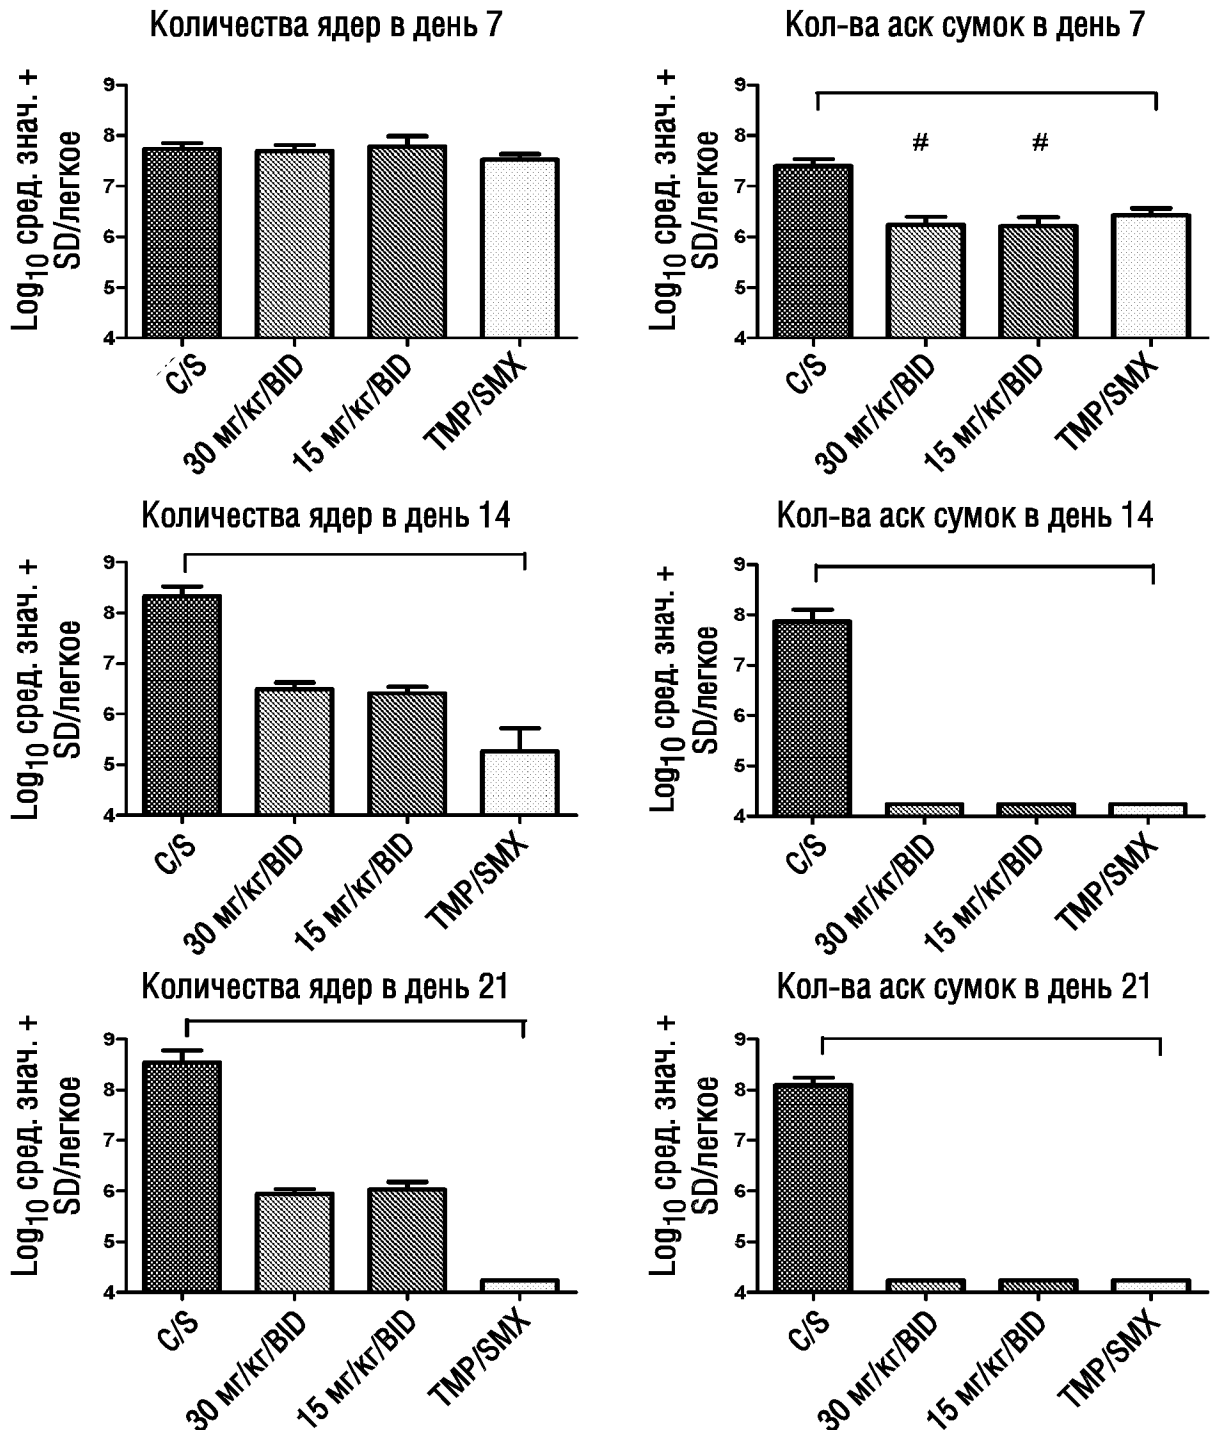 Количества ядер в день 7
Log10 сред. знач. +
SD/легкое
9
8
7
6
5
4
C/S
30 мг/кг/BID
15 мг/кг/BID
TMP/SMX
Кол-ва аск сумок в день 7
Log10 сред. знач. +
SD/легкое
9
8
7
6
5
4
# #
C/S
30 мг/кг/BID
15 мг/кг/BID
TMP/SMX
Количества ядер в день 14
Log10 сред. знач. +
SD/легкое
9
8
7
6
5
4
C/S
30 мг/кг/BID
15 мг/кг/BID
TMP/SMX
Кол-ва аск сумок в день 14
Log10 сред. знач. +
SD/легкое
9
8
7
6
5
4
C/S
30 мг/кг/BID
15 мг/кг/BID
TMP/SMX
Количества ядер в день 21
Log10 сред. знач. +
SD/легкое
9
8
7
6
5
4
C/S
30 мг/кг/BID
15 мг/кг/BID
TMP/SMX
Кол-ва аск сумок в день 21
Log10 сред. знач. +
SD/легкое
9
8
7
6
5
4
C/S
30 мг/кг/BID
15 мг/кг/BID
TMP/SMX